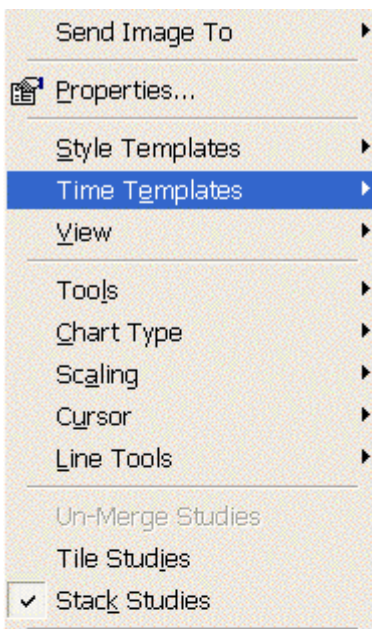 Send Image To
Properties...
Style Templates
Time Templates
View
Tools
Chart Type
Scaling
Cursor
Line Tools
Un-Merge Studies
Tile Studies
Stack Studies